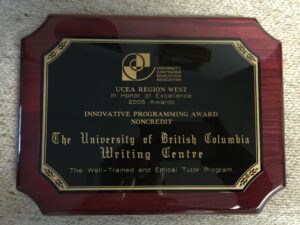 UNIVERSITY
CONTINUING
EDUCATION
ASSOCIATION
UCEA REGION WEST
In Honor of Excellence
2005 Awards
INNOVATIVE PROGRAMMING AWARD
NONCREDIT
The University of British Columbia
Writing Centre
The Well-Trained and Ethical Tutor Program